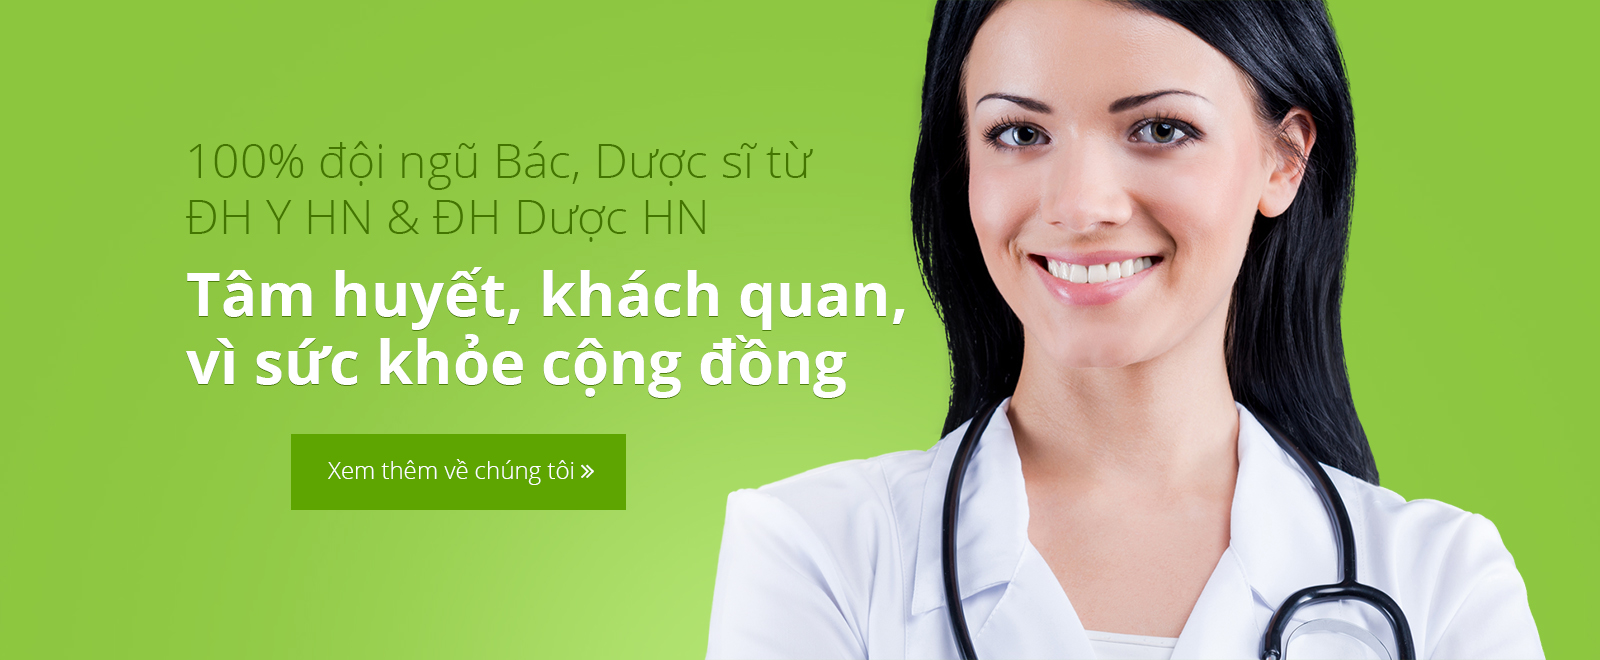 100% đội ngũ Bác, Dược sĩ từ
ĐH Y HN & ĐH Dược HN
Tâm huyết, khách quan,
vì sức khỏe cộng đồng
Xem thêm về chúng tôi »